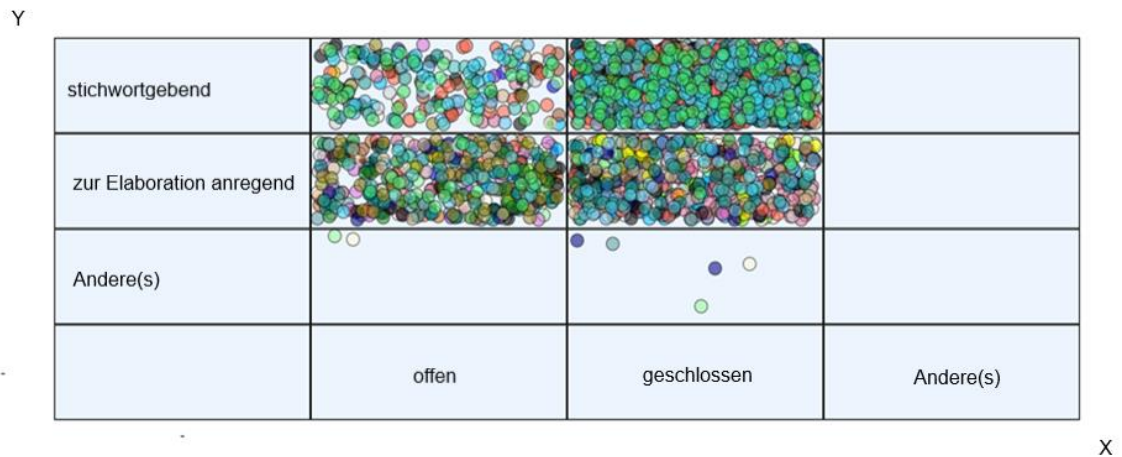 Y
stichwortgebend
zur Elaboration anregend
Andere(s)
offen
geschlossen
Andere(s)
X